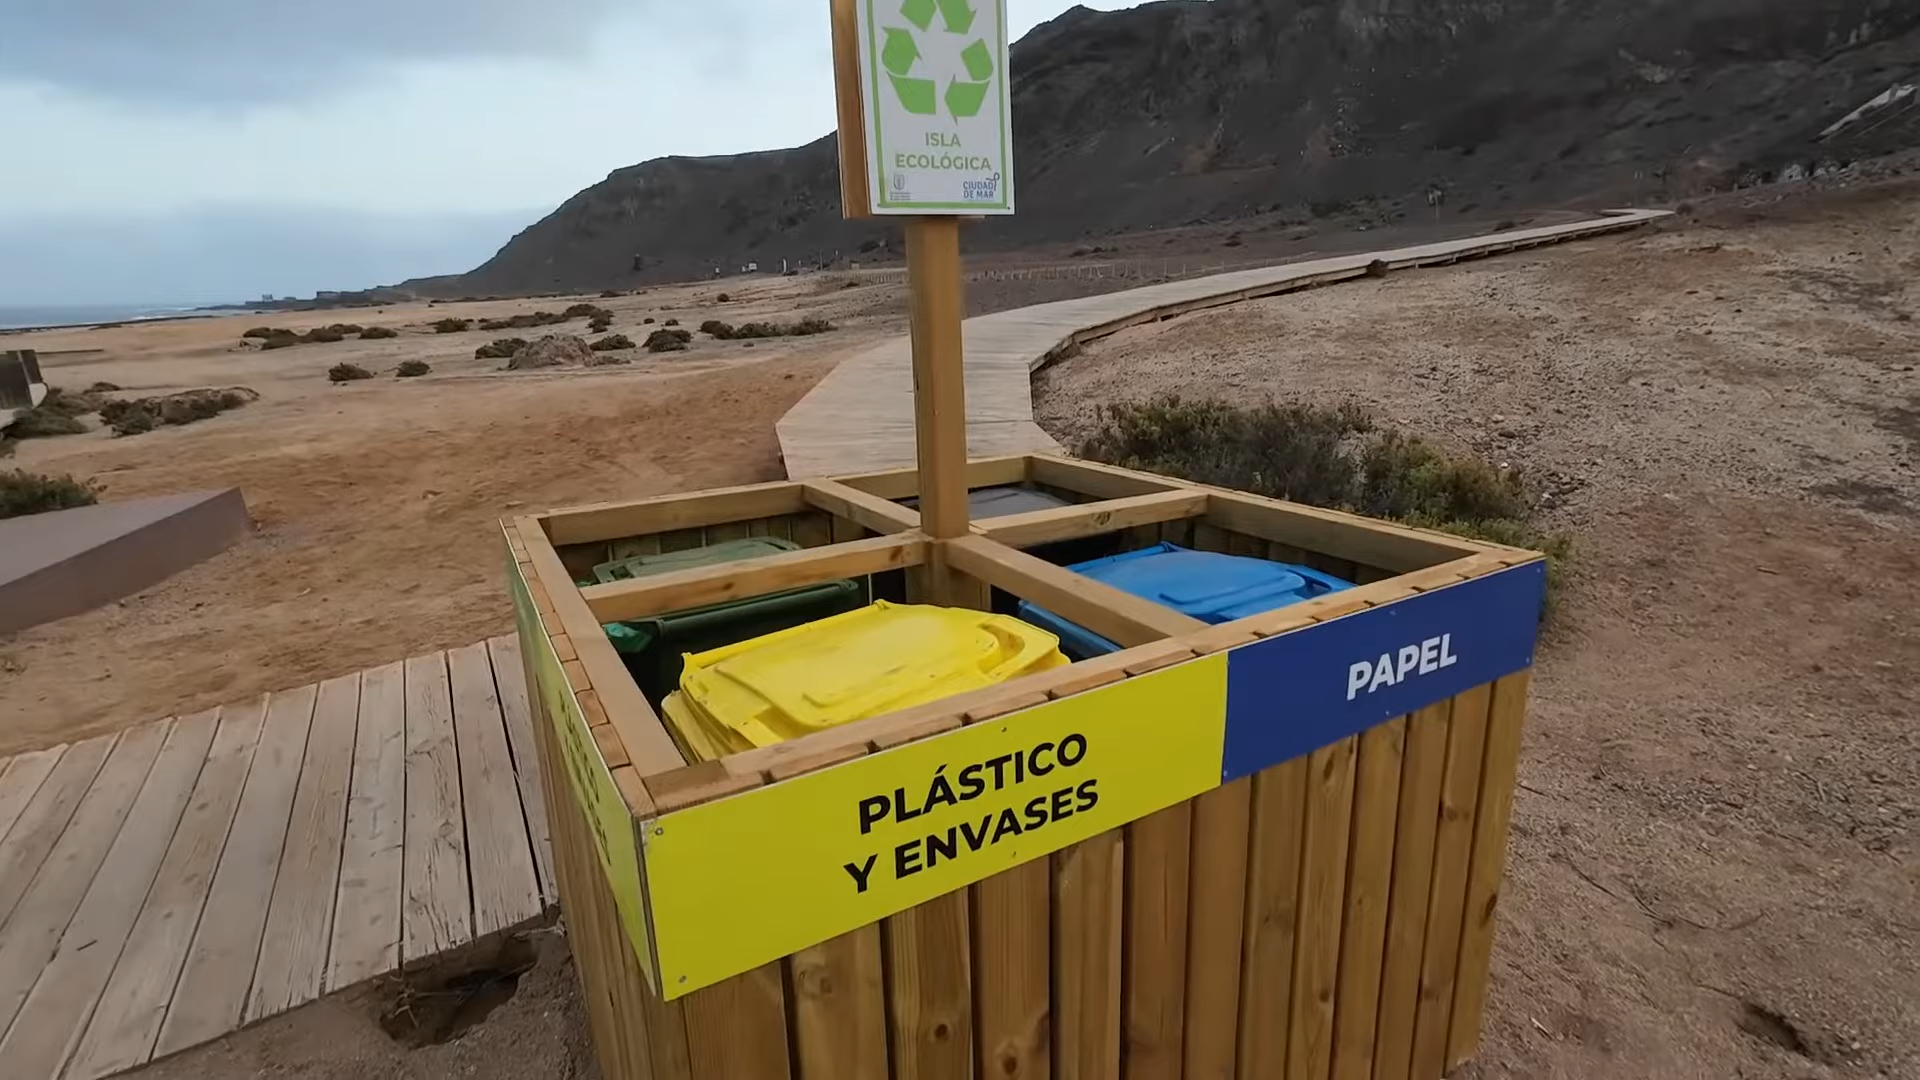 ISLA
ECOLÓGICA
CIUDAD
DE MAR
PAPEL
PLÁSTICO
Y ENVASES